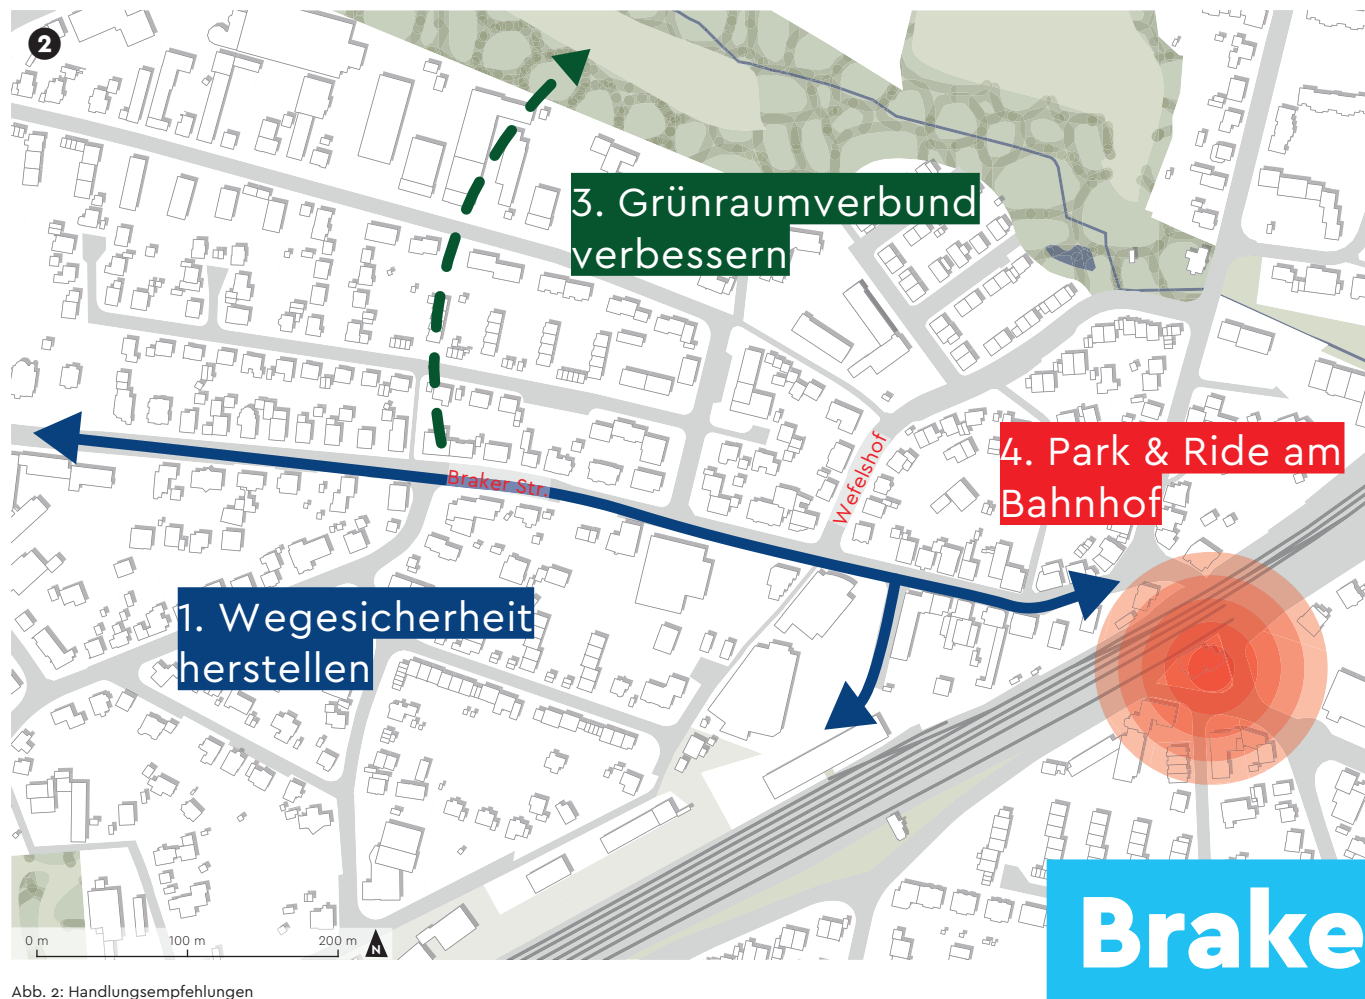 2
3. Grünraumverbund
verbessern
4. Park & Ride am
Bahnhof
Wefelshof
Braker Str.
1. Wegesicherheit
herstellen
Brake
0 m
100 m
200 m
N
Abb. 2: Handlungsempfehlungen